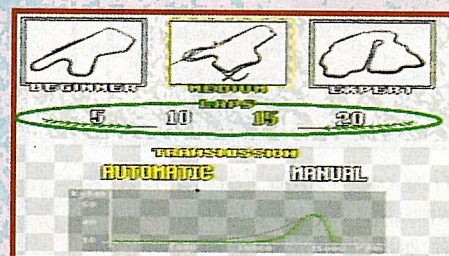 BEGINNER MEDIUM EXPERT
LAPS
5 10 15 20
TRANSMISSION
AUTOMATIC MANUAL